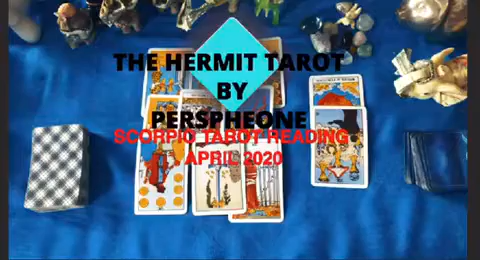 THE HERMIT TAROT
BY
PERSPHEONE
SCORPIO TAROT READING
APRIL 2020